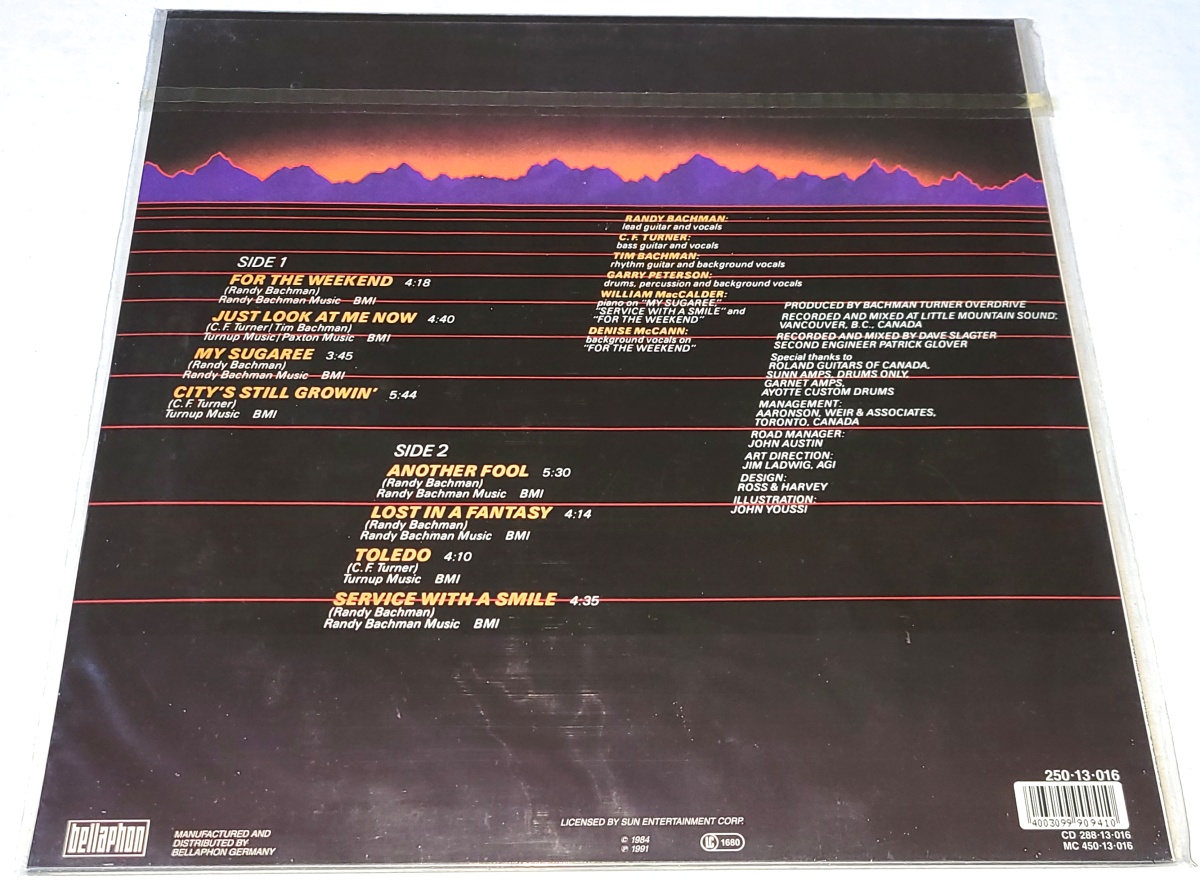 SIDE 1
FOR THE WEEKEND 4:18
(Randy Bachman)
Randy Bachman Music BMI
JUST LOOK AT ME NOW 4:40
(C.F. Turner/Tim Bachman)
Turnup Music/Paxton Music BMI
MY SUGAREE 3:45
(Randy Bachman)
Randy Bachman Music BMI
CITY'S STILL GROWIN' 5:44
(C.F. Turner)
Turnup Music BMI
SIDE 2
ANOTHER FOOL 5:30
(Randy Bachman)
Randy Bachman Music BMI
LOST IN A FANTASY 4:14
(Randy Bachman)
Randy Bachman Music BMI
TOLEDO 4:10
(C.F. Turner)
Turnup Music BMI
SERVICE WITH A SMILE 4:35
(Randy Bachman)
Randy Bachman Music BMI
RANDY BACHMAN:
lead guitar and vocals
C.F. TURNER:
bass guitar and vocals
TIM BACHMAN:
rhythm guitar and background vocals
GARRY PETERSON:
drums, percussion and background vocals
WILLIAM MacCALDER:
piano on "MY SUGAREE,"
"SERVICE WITH A SMILE" and
"FOR THE WEEKEND"
DENISE McCANN:
background vocals on
"FOR THE WEEKEND"
PRODUCED BY BACHMAN TURNER OVERDRIVE
RECORDED AND MIXED AT LITTLE MOUNTAIN SOUND:
VANCOUVER, B.C., CANADA
RECORDED AND MIXED BY DAVE SLAGTER
SECOND ENGINEER PATRICK GLOVER
Special thanks to
ROLAND GUITARS OF CANADA,
SUNN AMPS, DRUMS ONLY,
GARNET AMPS,
AYOTTE CUSTOM DRUMS
MANAGEMENT:
AARONSON, WEIR & ASSOCIATES,
TORONTO, CANADA
ROAD MANAGER:
JOHN AUSTIN
ART DIRECTION:
JIM LADWIG, AGI
DESIGN:
ROSS & HARVEY
ILLUSTRATION:
JOHN YOUSSI
bellaphon
MANUFACTURED AND
DISTRIBUTED BY
BELLAPHON GERMANY
LICENSED BY SUN ENTERTAINMENT CORP.
© 1984
℗ 1991
LC 1680
250·13·016
4003099 909410
CD 288·13·016
MC 450·13·016